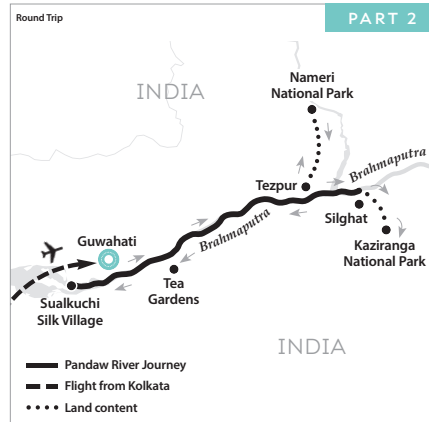 Round Trip
PART 2
INDIA
Nameri
National Park
Brahmaputra
Tezpur
Silghat
Kaziranga
National Park
Brahmaputra
Guwahati
Tea
Gardens
Sualkuchi
Silk Village
INDIA
Pandaw River Journey
Flight from Kolkata
Land content